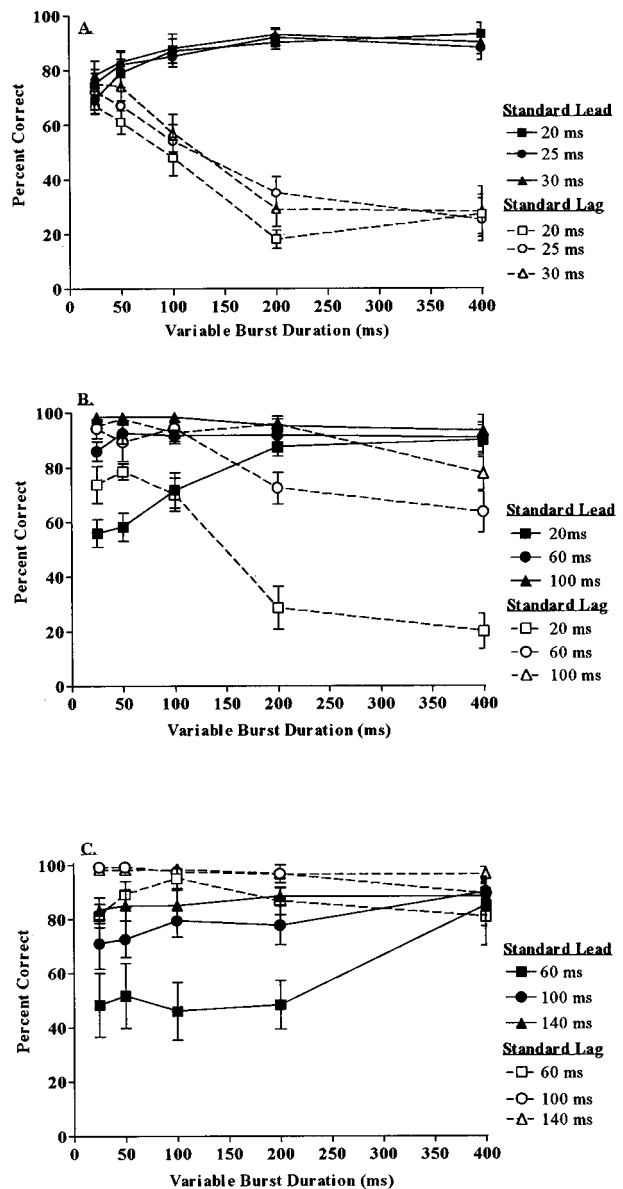 A.
100
80
60
40
20
0
Percent Correct
0 50 100 150 200 250 300 350 400
Variable Burst Duration (ms)
Standard Lead
20 ms
25 ms
30 ms
Standard Lag
20 ms
25 ms
30 ms
B.
100
80
60
40
20
0
Percent Correct
0 50 100 150 200 250 300 350 400
Variable Burst Duration (ms)
Standard Lead
20ms
60 ms
100 ms
Standard Lag
20 ms
60 ms
100 ms
C.
100
80
60
40
20
0
Percent Correct
0 50 100 150 200 250 300 350 400
Variable Burst Duration (ms)
Standard Lead
60 ms
100 ms
140 ms
Standard Lag
60 ms
100 ms
140 ms